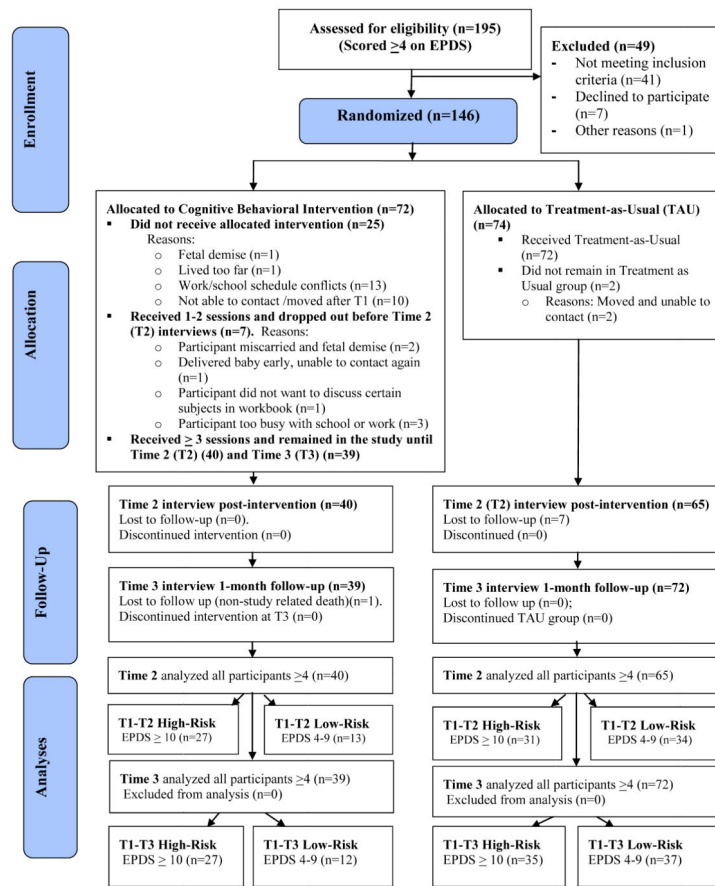 Enrollment
Assessed for eligibility (n=195)
(Scored ≥4 on EPDS)
Excluded (n=49)
- Not meeting inclusion
criteria (n=41)
- Declined to participate
(n=7)
- Other reasons (n=1)
Randomized (n=146)
Allocation
Allocated to Cognitive Behavioral Intervention (n=72)
▪ Did not receive allocated intervention (n=25)
Reasons:
o Fetal demise (n=1)
o Lived too far (n=1)
o Work/school schedule conflicts (n=13)
o Not able to contact /moved after T1 (n=10)
▪ Received 1-2 sessions and dropped out before Time 2
(T2) interviews (n=7). Reasons:
o Participant miscarried and fetal demise (n=2)
o Delivered baby early, unable to contact again
(n=1)
o Participant did not want to discuss certain
subjects in workbook (n=1)
o Participant too busy with school or work (n=3)
▪ Received ≥ 3 sessions and remained in the study until
Time 2 (T2) (40) and Time 3 (T3) (n=39)
Allocated to Treatment-as-Usual (TAU)
(n=74)
▪ Received Treatment-as-Usual
(n=72)
▪ Did not remain in Treatment as
Usual group (n=2)
o Reasons: Moved and unable to
contact (n=2)
Follow-Up
Time 2 interview post-intervention (n=40)
Lost to follow-up (n=0).
Discontinued intervention (n=0)
Time 2 (T2) interview post-intervention (n=65)
Lost to follow-up (n=7)
Discontinued (n=0)
Time 3 interview 1-month follow-up (n=39)
Lost to follow up (non-study related death)(n=1).
Discontinued intervention at T3 (n=0)
Time 3 interview 1-month follow-up (n=72)
Lost to follow up (n=0);
Discontinued TAU group (n=0)
Analyses
Time 2 analyzed all participants ≥4 (n=40)
Time 2 analyzed all participants ≥4 (n=65)
T1-T2 High-Risk
EPDS ≥ 10 (n=27)
T1-T2 Low-Risk
EPDS 4-9 (n=13)
T1-T2 High-Risk
EPDS ≥ 10 (n=31)
T1-T2 Low-Risk
EPDS 4-9 (n=34)
Time 3 analyzed all participants ≥4 (n=39)
Excluded from analysis (n=0)
Time 3 analyzed all participants ≥4 (n=72)
Excluded from analysis (n=0)
T1-T3 High-Risk
EPDS ≥ 10 (n=27)
T1-T3 Low-Risk
EPDS 4-9 (n=12)
T1-T3 High-Risk
EPDS ≥ 10 (n=35)
T1-T3 Low-Risk
EPDS 4-9 (n=37)